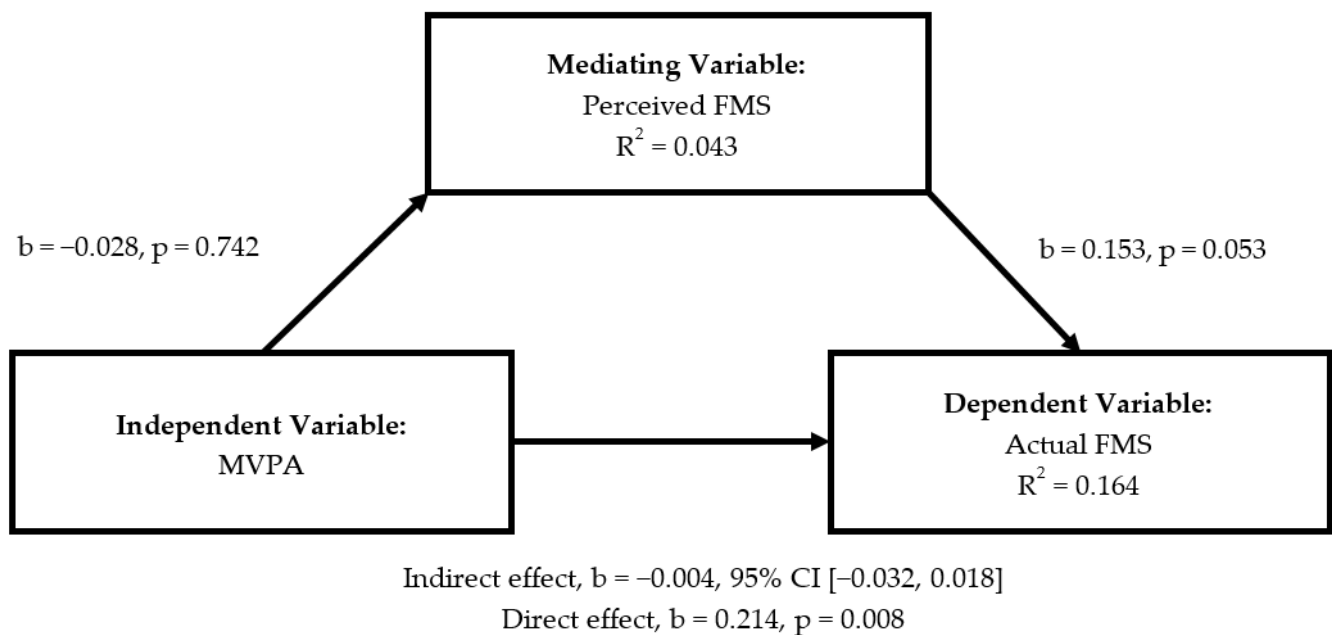 Mediating Variable:
Perceived FMS
R² = 0.043
b = −0.028, p = 0.742
b = 0.153, p = 0.053
Independent Variable:
MVPA
Dependent Variable:
Actual FMS
R² = 0.164
Indirect effect, b = −0.004, 95% CI [−0.032, 0.018]
Direct effect, b = 0.214, p = 0.008